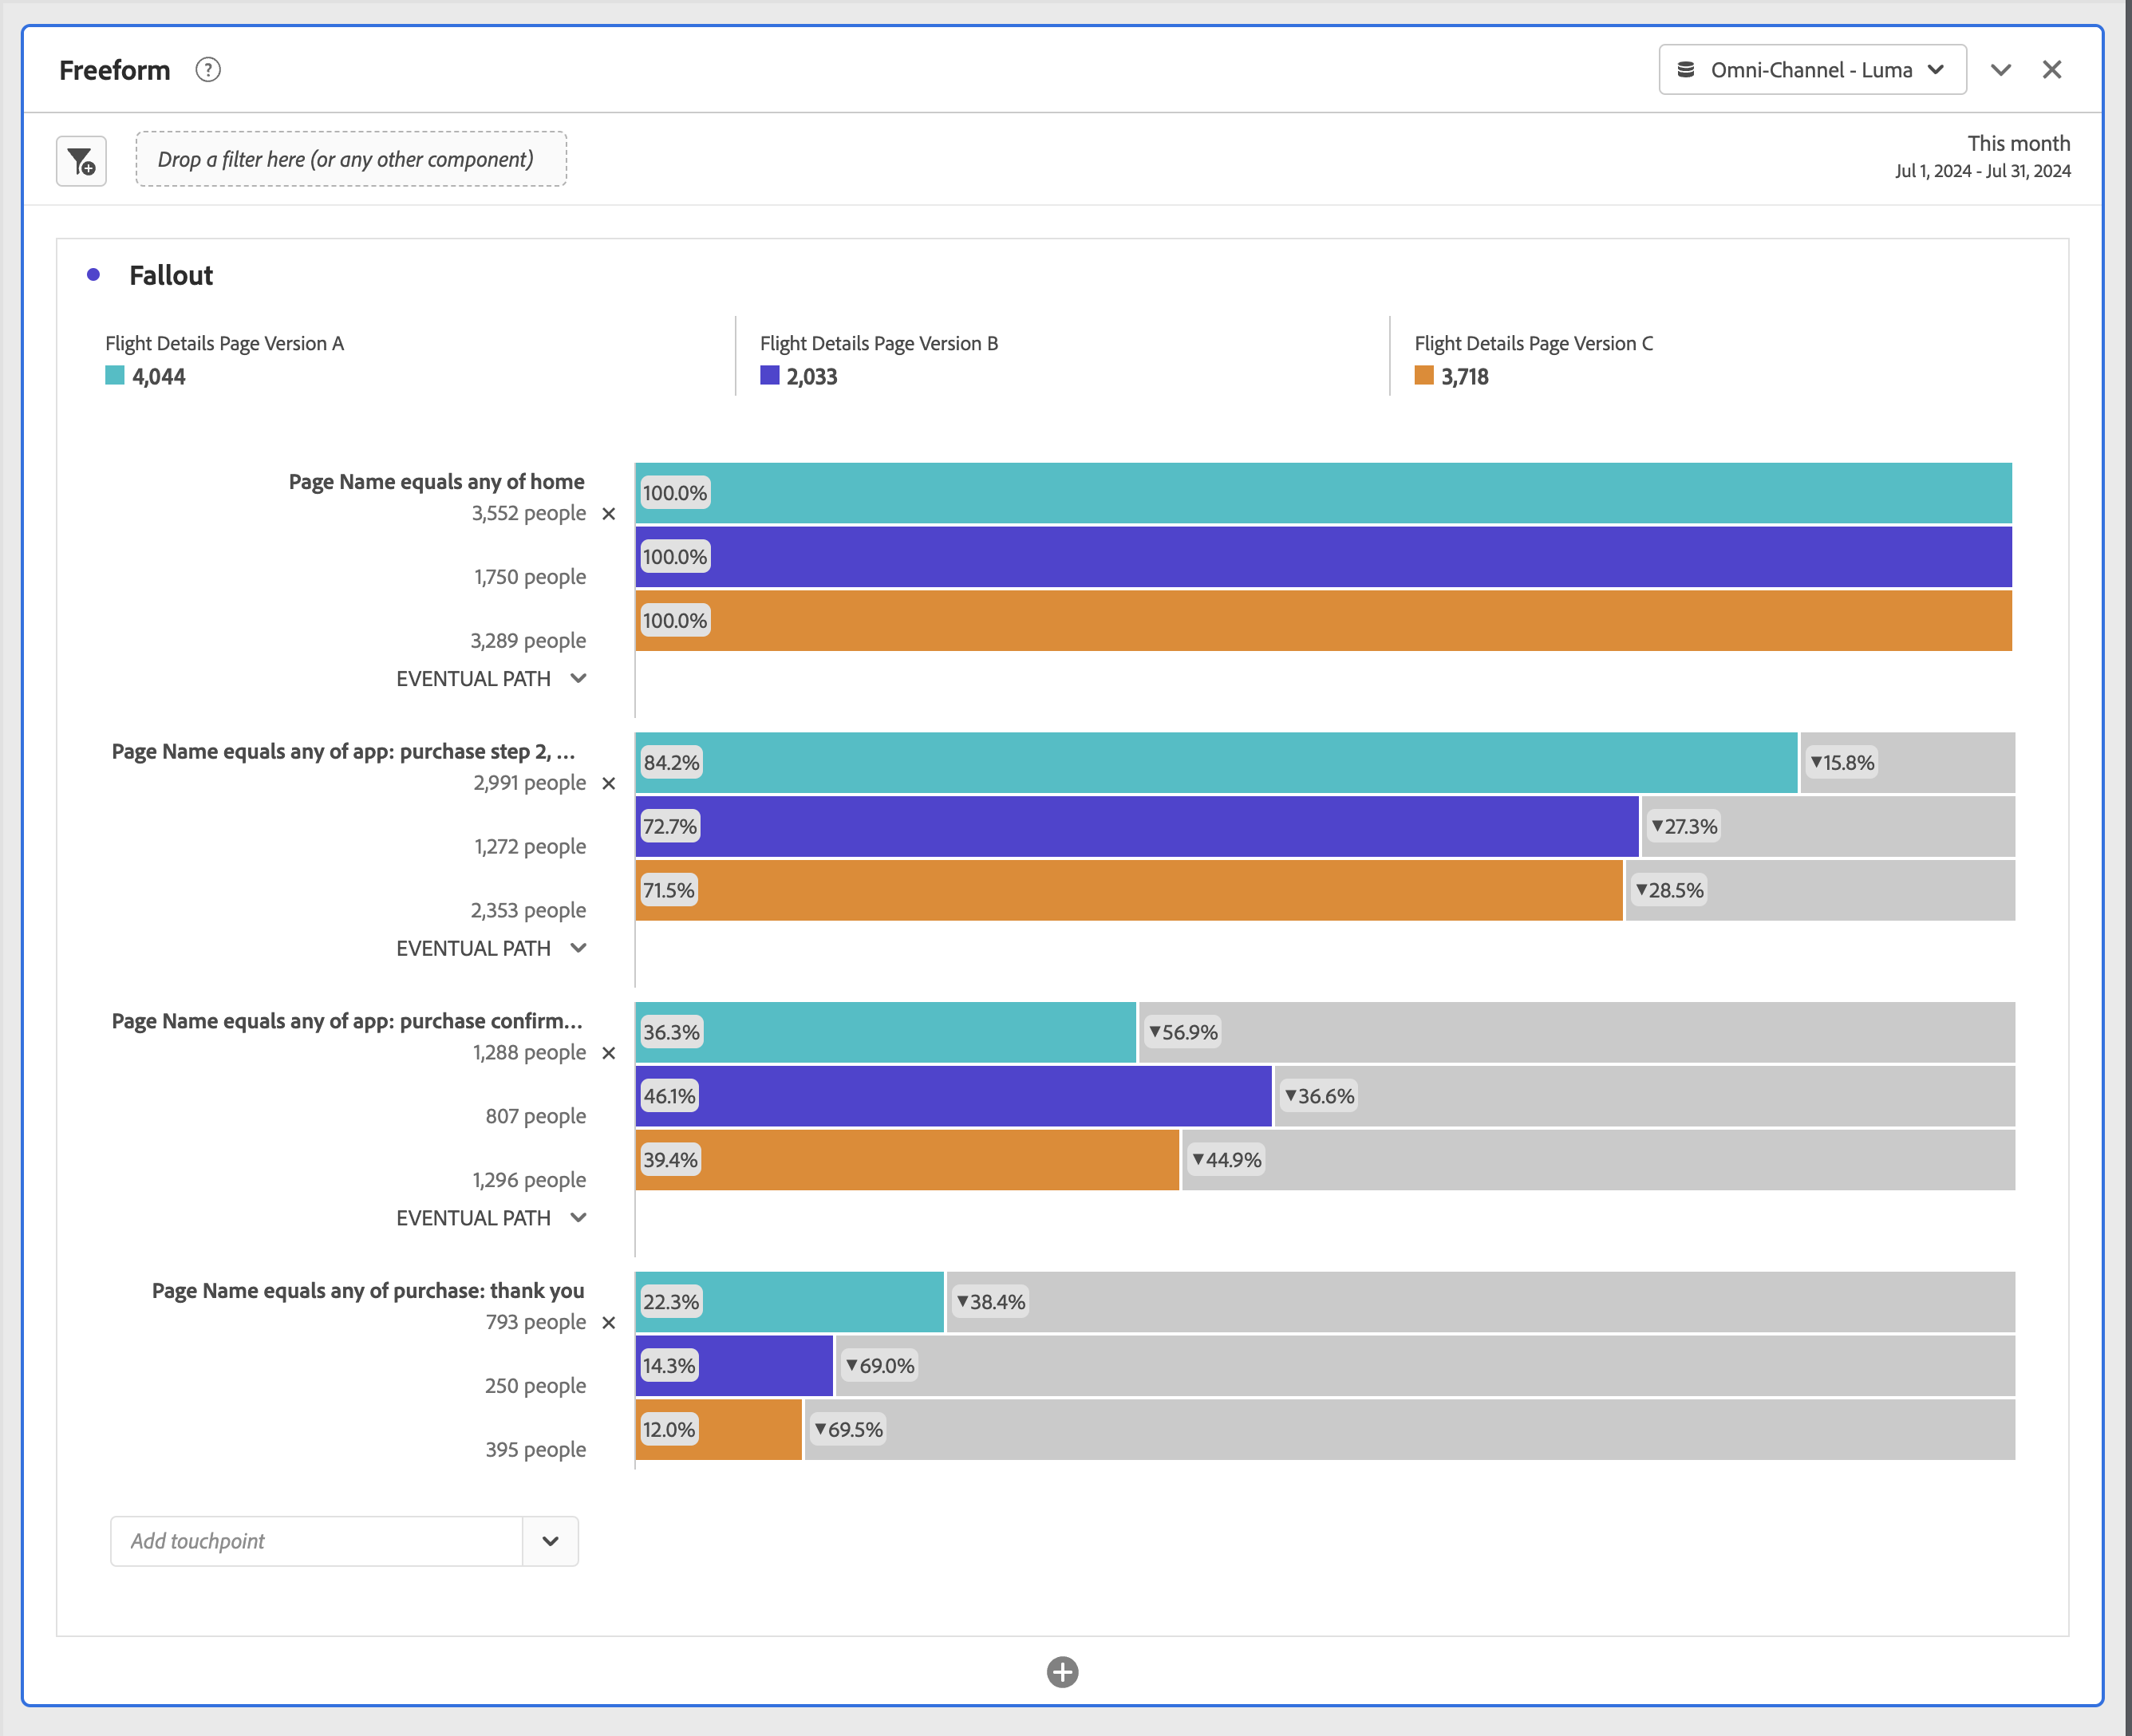 Freeform ?
Omni-Channel - Luma
Drop a filter here (or any other component)
This month
Jul 1, 2024 - Jul 31, 2024
Fallout
Flight Details Page Version A
4,044
Flight Details Page Version B
2,033
Flight Details Page Version C
3,718
Page Name equals any of home
3,552 people
100.0%
1,750 people
100.0%
3,289 people
100.0%
EVENTUAL PATH
Page Name equals any of app: purchase step 2, ...
2,991 people
84.2% ▼15.8%
1,272 people
72.7% ▼27.3%
2,353 people
71.5% ▼28.5%
EVENTUAL PATH
Page Name equals any of app: purchase confirm...
1,288 people
36.3% ▼56.9%
807 people
46.1% ▼36.6%
1,296 people
39.4% ▼44.9%
EVENTUAL PATH
Page Name equals any of purchase: thank you
793 people
22.3% ▼38.4%
250 people
14.3% ▼69.0%
395 people
12.0% ▼69.5%
Add touchpoint